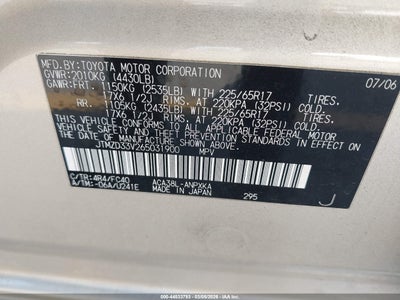 MFD.BY:TOYOTA MOTOR CORPORATION 07/06
GVWR:2010KG (4430LB)
GAWR:FRT. 1150KG (2535LB) WITH 225/65R17 TIRES.
17X6 1/2J RIMS. AT 220KPA (32PSI) COLD.
RR. 1105KG (2435LB) WITH 225/65R17 TIRES.
17X6 1/2J RIMS. AT 220KPA (32PSI) COLD.
THIS VEHICLE CONFORMS TO ALL APPLICABLE FEDERAL MOTOR
VEHICLE SAFETY, BUMPER, AND THEFT PREVENTION STANDARDS
IN EFFECT ON THE DATE OF MANUFACTURE SHOWN ABOVE.
JTMZD33V265031900 MPV
C/TR:4R4/FC40 ACA38L-ANPXKA
A/TM:-06A/U241E MADE IN JAPAN 295 J